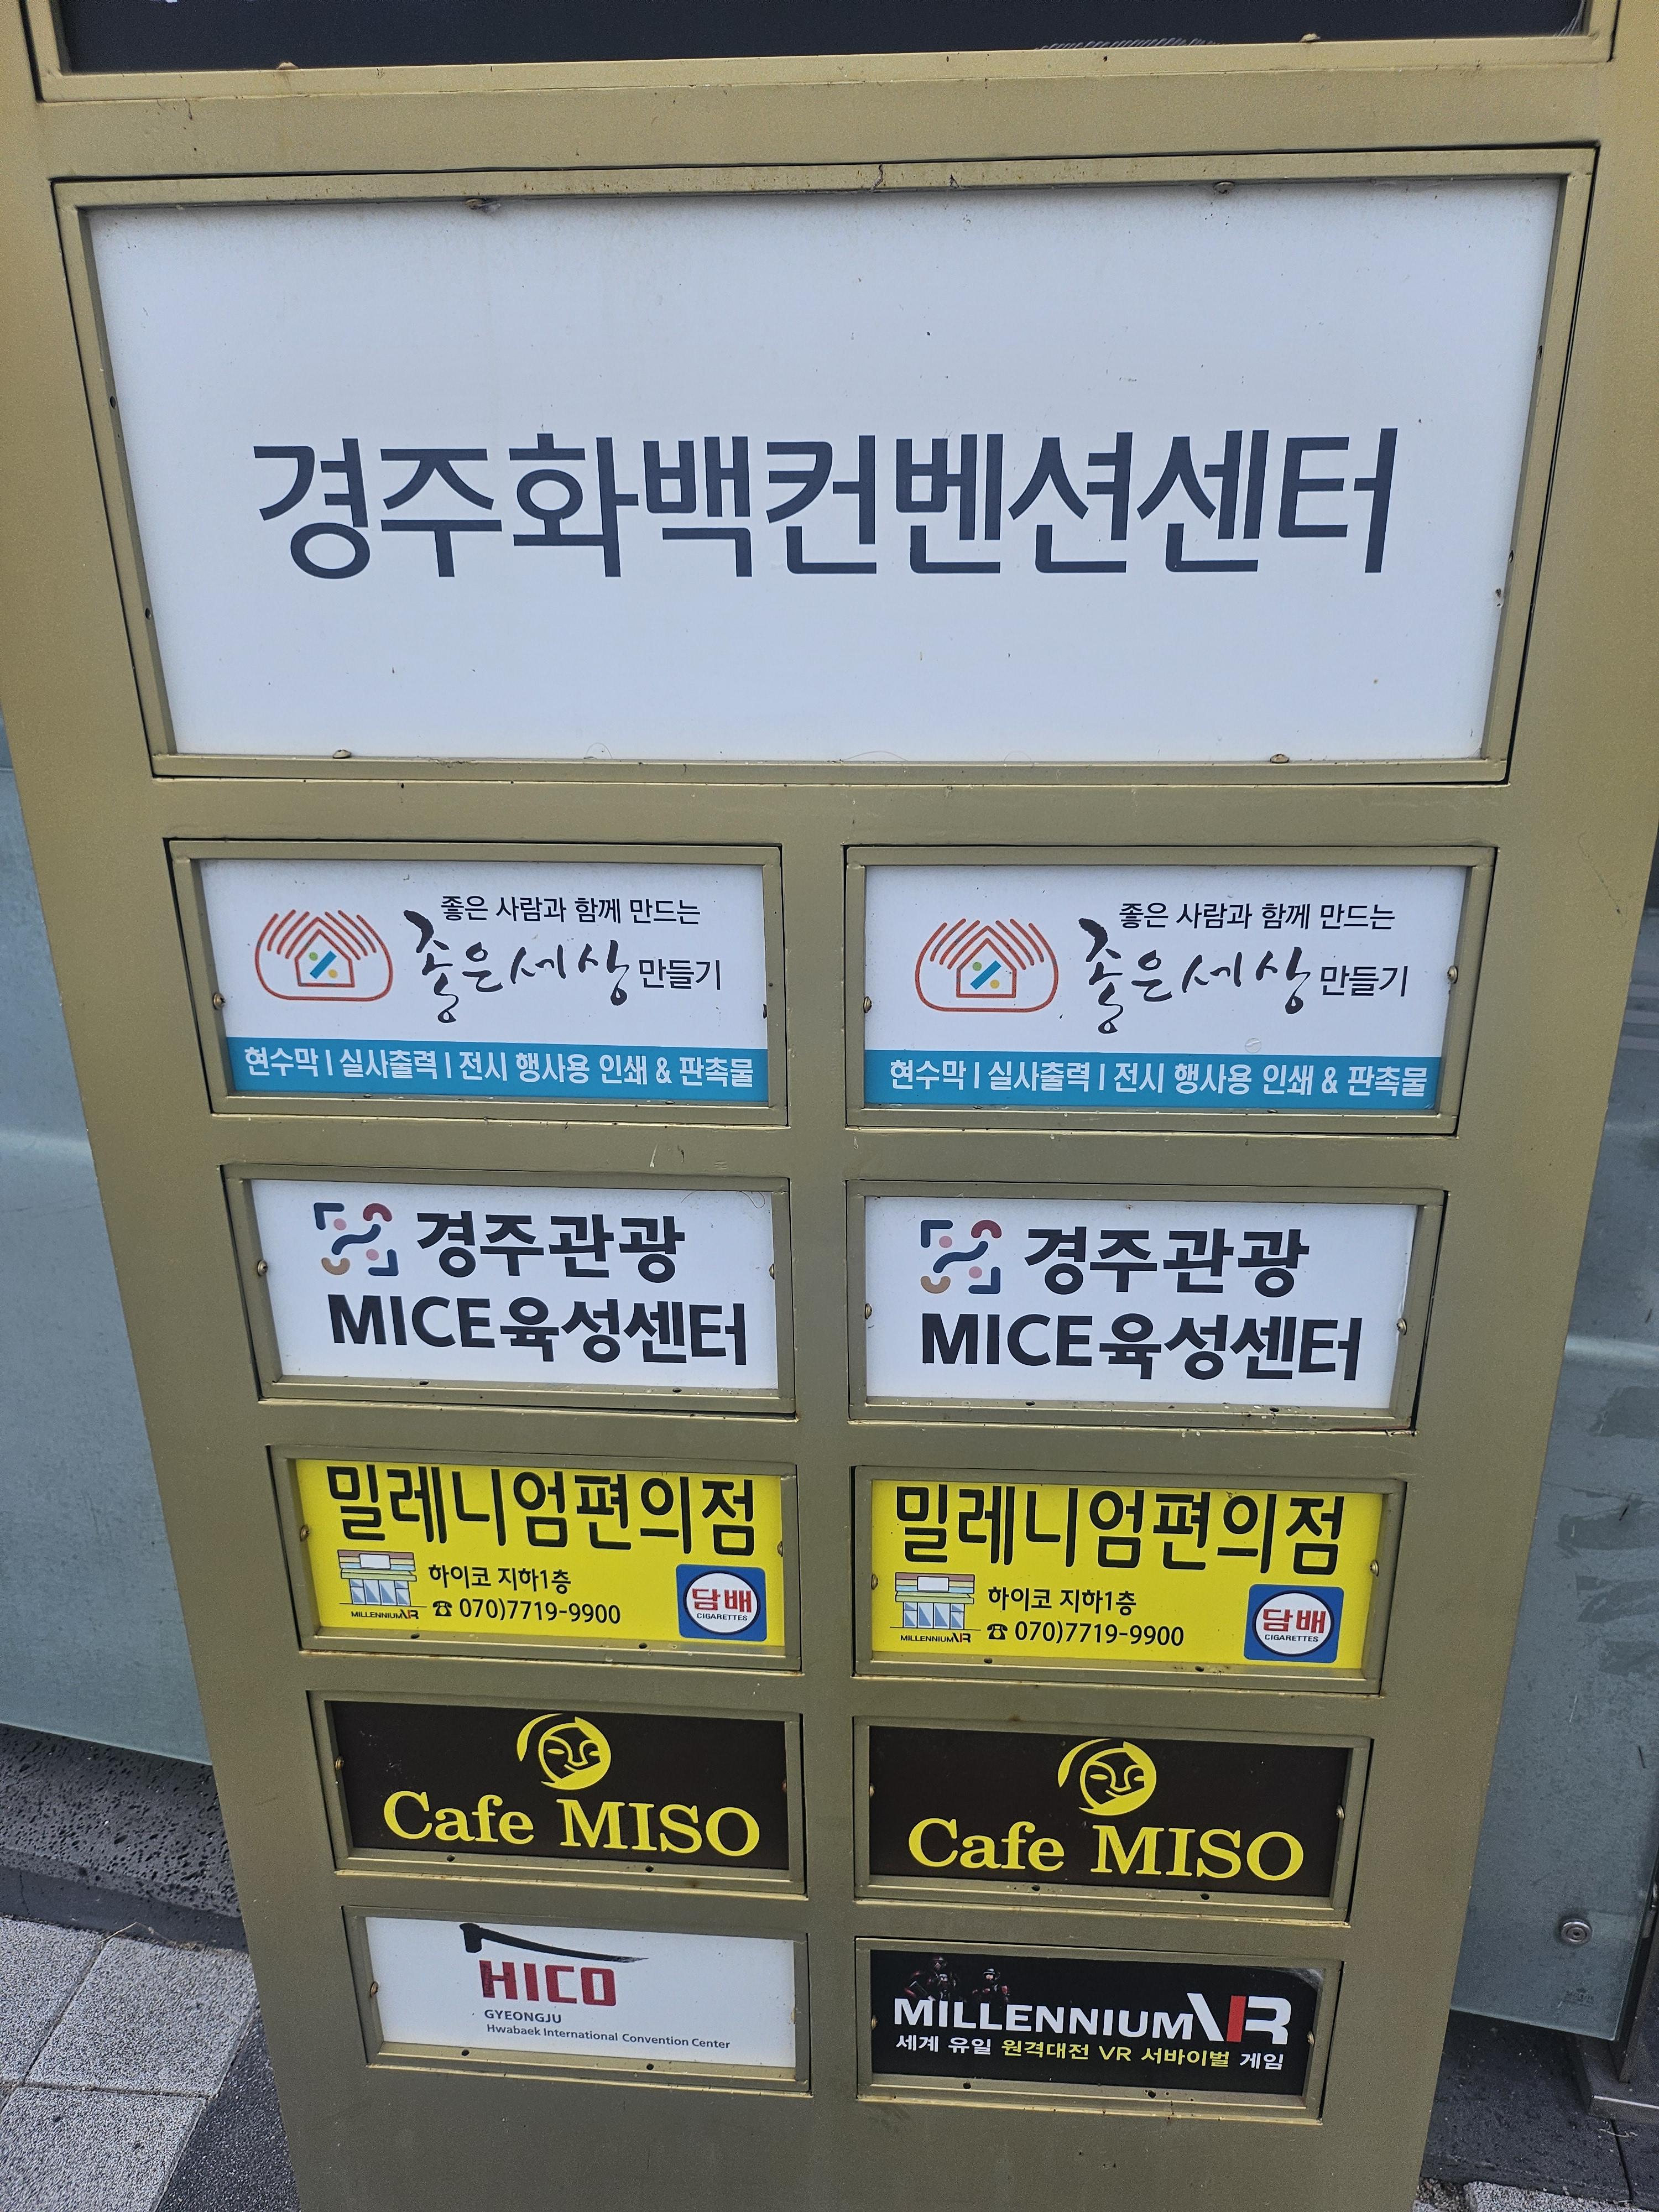 경주화백컨벤션센터
좋은 사람과 함께 만드는
좋은세상 만들기
현수막 | 실사출력 | 전시 행사용 인쇄 & 판촉물
좋은 사람과 함께 만드는
좋은세상 만들기
현수막 | 실사출력 | 전시 행사용 인쇄 & 판촉물
경주관광
MICE육성센터
경주관광
MICE육성센터
밀레니엄편의점
하이코 지하1층
☎ 070)7719-9900
MILLENNIUM VR
담배
CIGARETTES
밀레니엄편의점
하이코 지하1층
☎ 070)7719-9900
MILLENNIUM VR
담배
CIGARETTES
Cafe MISO
Cafe MISO
HICO
GYEONGJU
Hwabaek International Convention Center
MILLENNIUM VR
세계 유일 원격대전 VR 서바이벌 게임